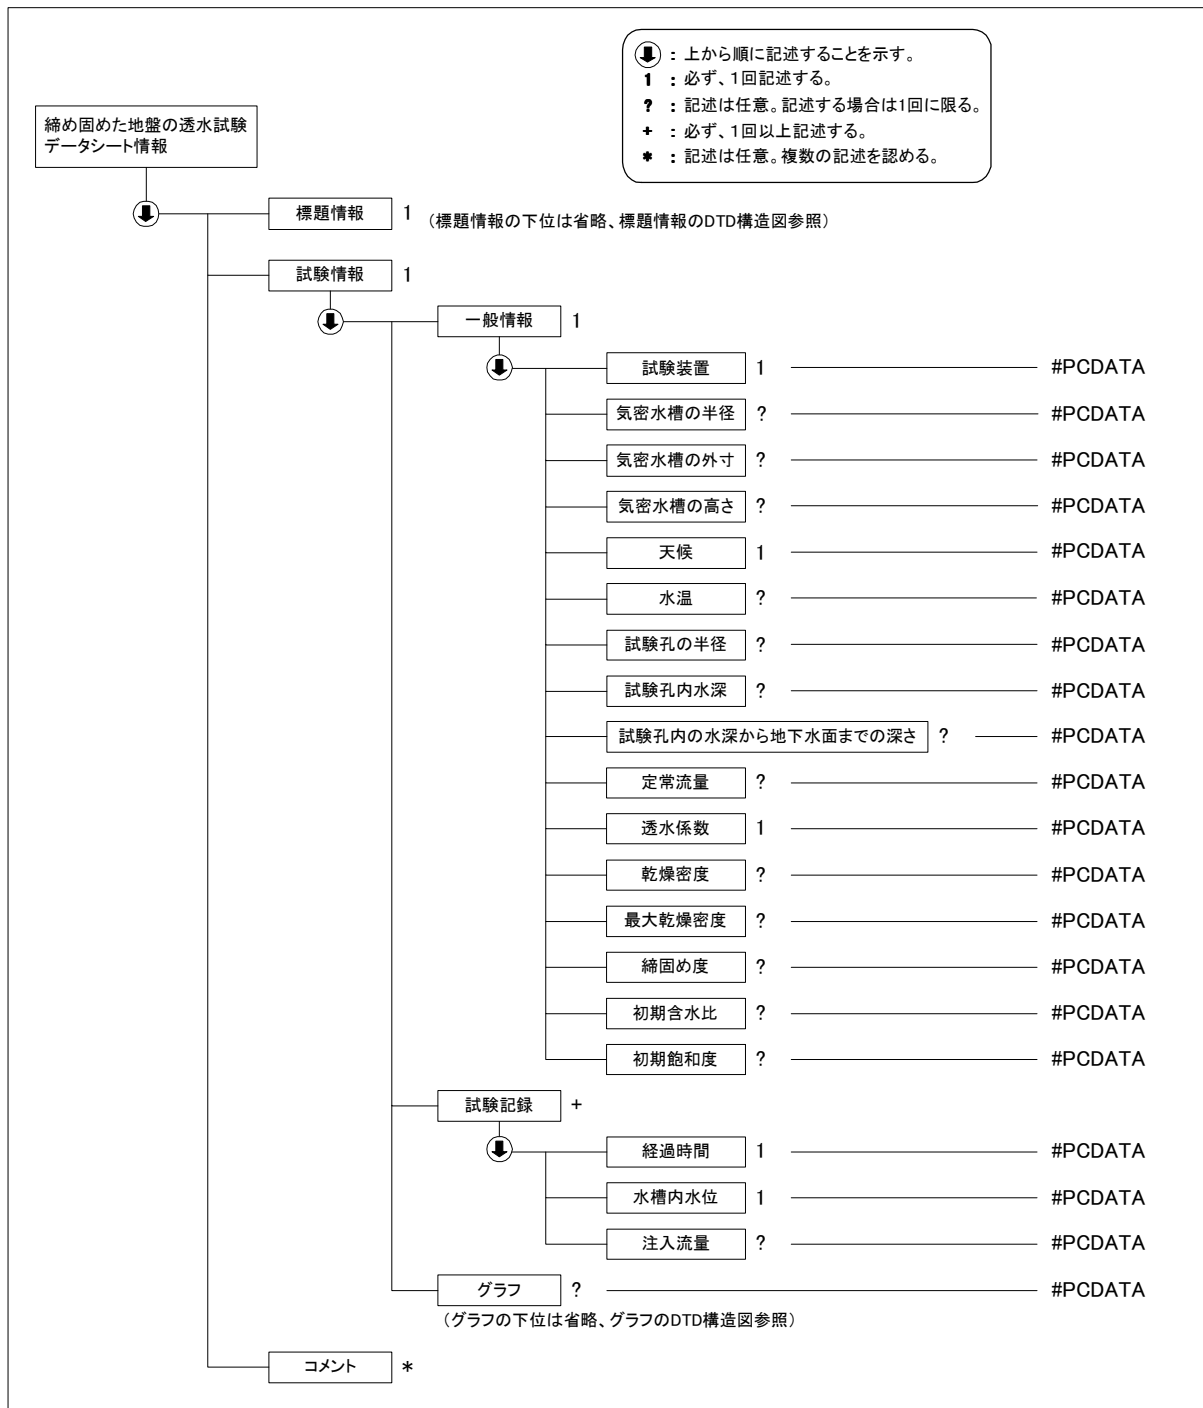 ⬇ : 上から順に記述することを示す。
1 : 必ず、1回記述する。
? : 記述は任意。記述する場合は1回に限る。
+ : 必ず、1回以上記述する。
* : 記述は任意。複数の記述を認める。
締め固めた地盤の透水試験
データシート情報
標題情報 1 (標題情報の下位は省略、標題情報のDTD構造図参照)
試験情報 1
一般情報 1
試験装置 1 #PCDATA
気密水槽の半径 ? #PCDATA
気密水槽の外寸 ? #PCDATA
気密水槽の高さ ? #PCDATA
天候 1 #PCDATA
水温 ? #PCDATA
試験孔の半径 ? #PCDATA
試験孔内水深 ? #PCDATA
試験孔内の水深から地下水面までの深さ ? #PCDATA
定常流量 ? #PCDATA
透水係数 1 #PCDATA
乾燥密度 ? #PCDATA
最大乾燥密度 ? #PCDATA
締固め度 ? #PCDATA
初期含水比 ? #PCDATA
初期飽和度 ? #PCDATA
試験記録 +
経過時間 1 #PCDATA
水槽内水位 1 #PCDATA
注入流量 ? #PCDATA
グラフ ? #PCDATA
(グラフの下位は省略、グラフのDTD構造図参照)
コメント *